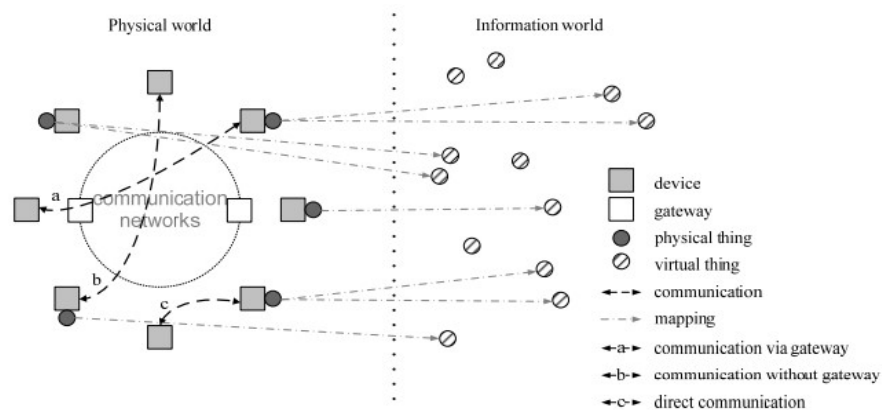 Physical world
Information world
a
communication
networks
b
c
device
gateway
physical thing
virtual thing
communication
mapping
a communication via gateway
b communication without gateway
c direct communication